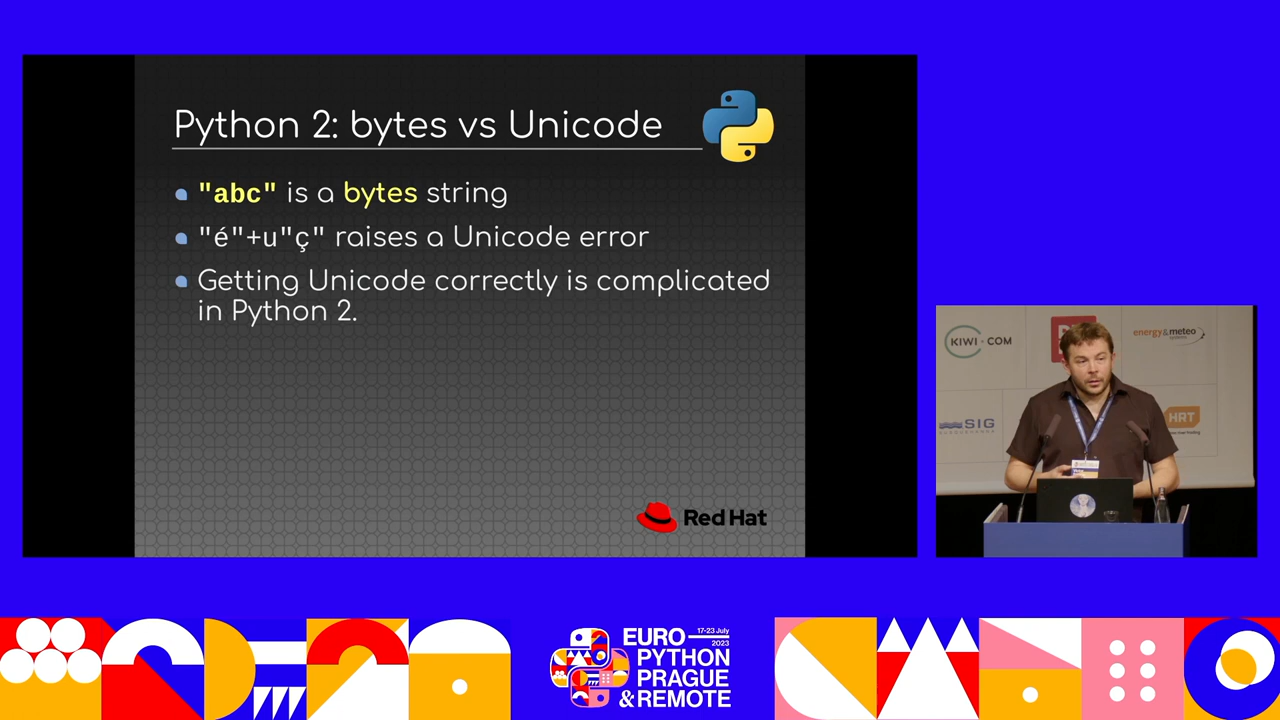 Python 2: bytes vs Unicode
"abc" is a bytes string
"é"+u"ç" raises a Unicode error
Getting Unicode correctly is complicated
in Python 2.
Red Hat
KIWI.COM
energy & meteo
systems
SIG
HRT
17-23 July
2023
EURO
PYTHON
PRAGUE
& REMOTE